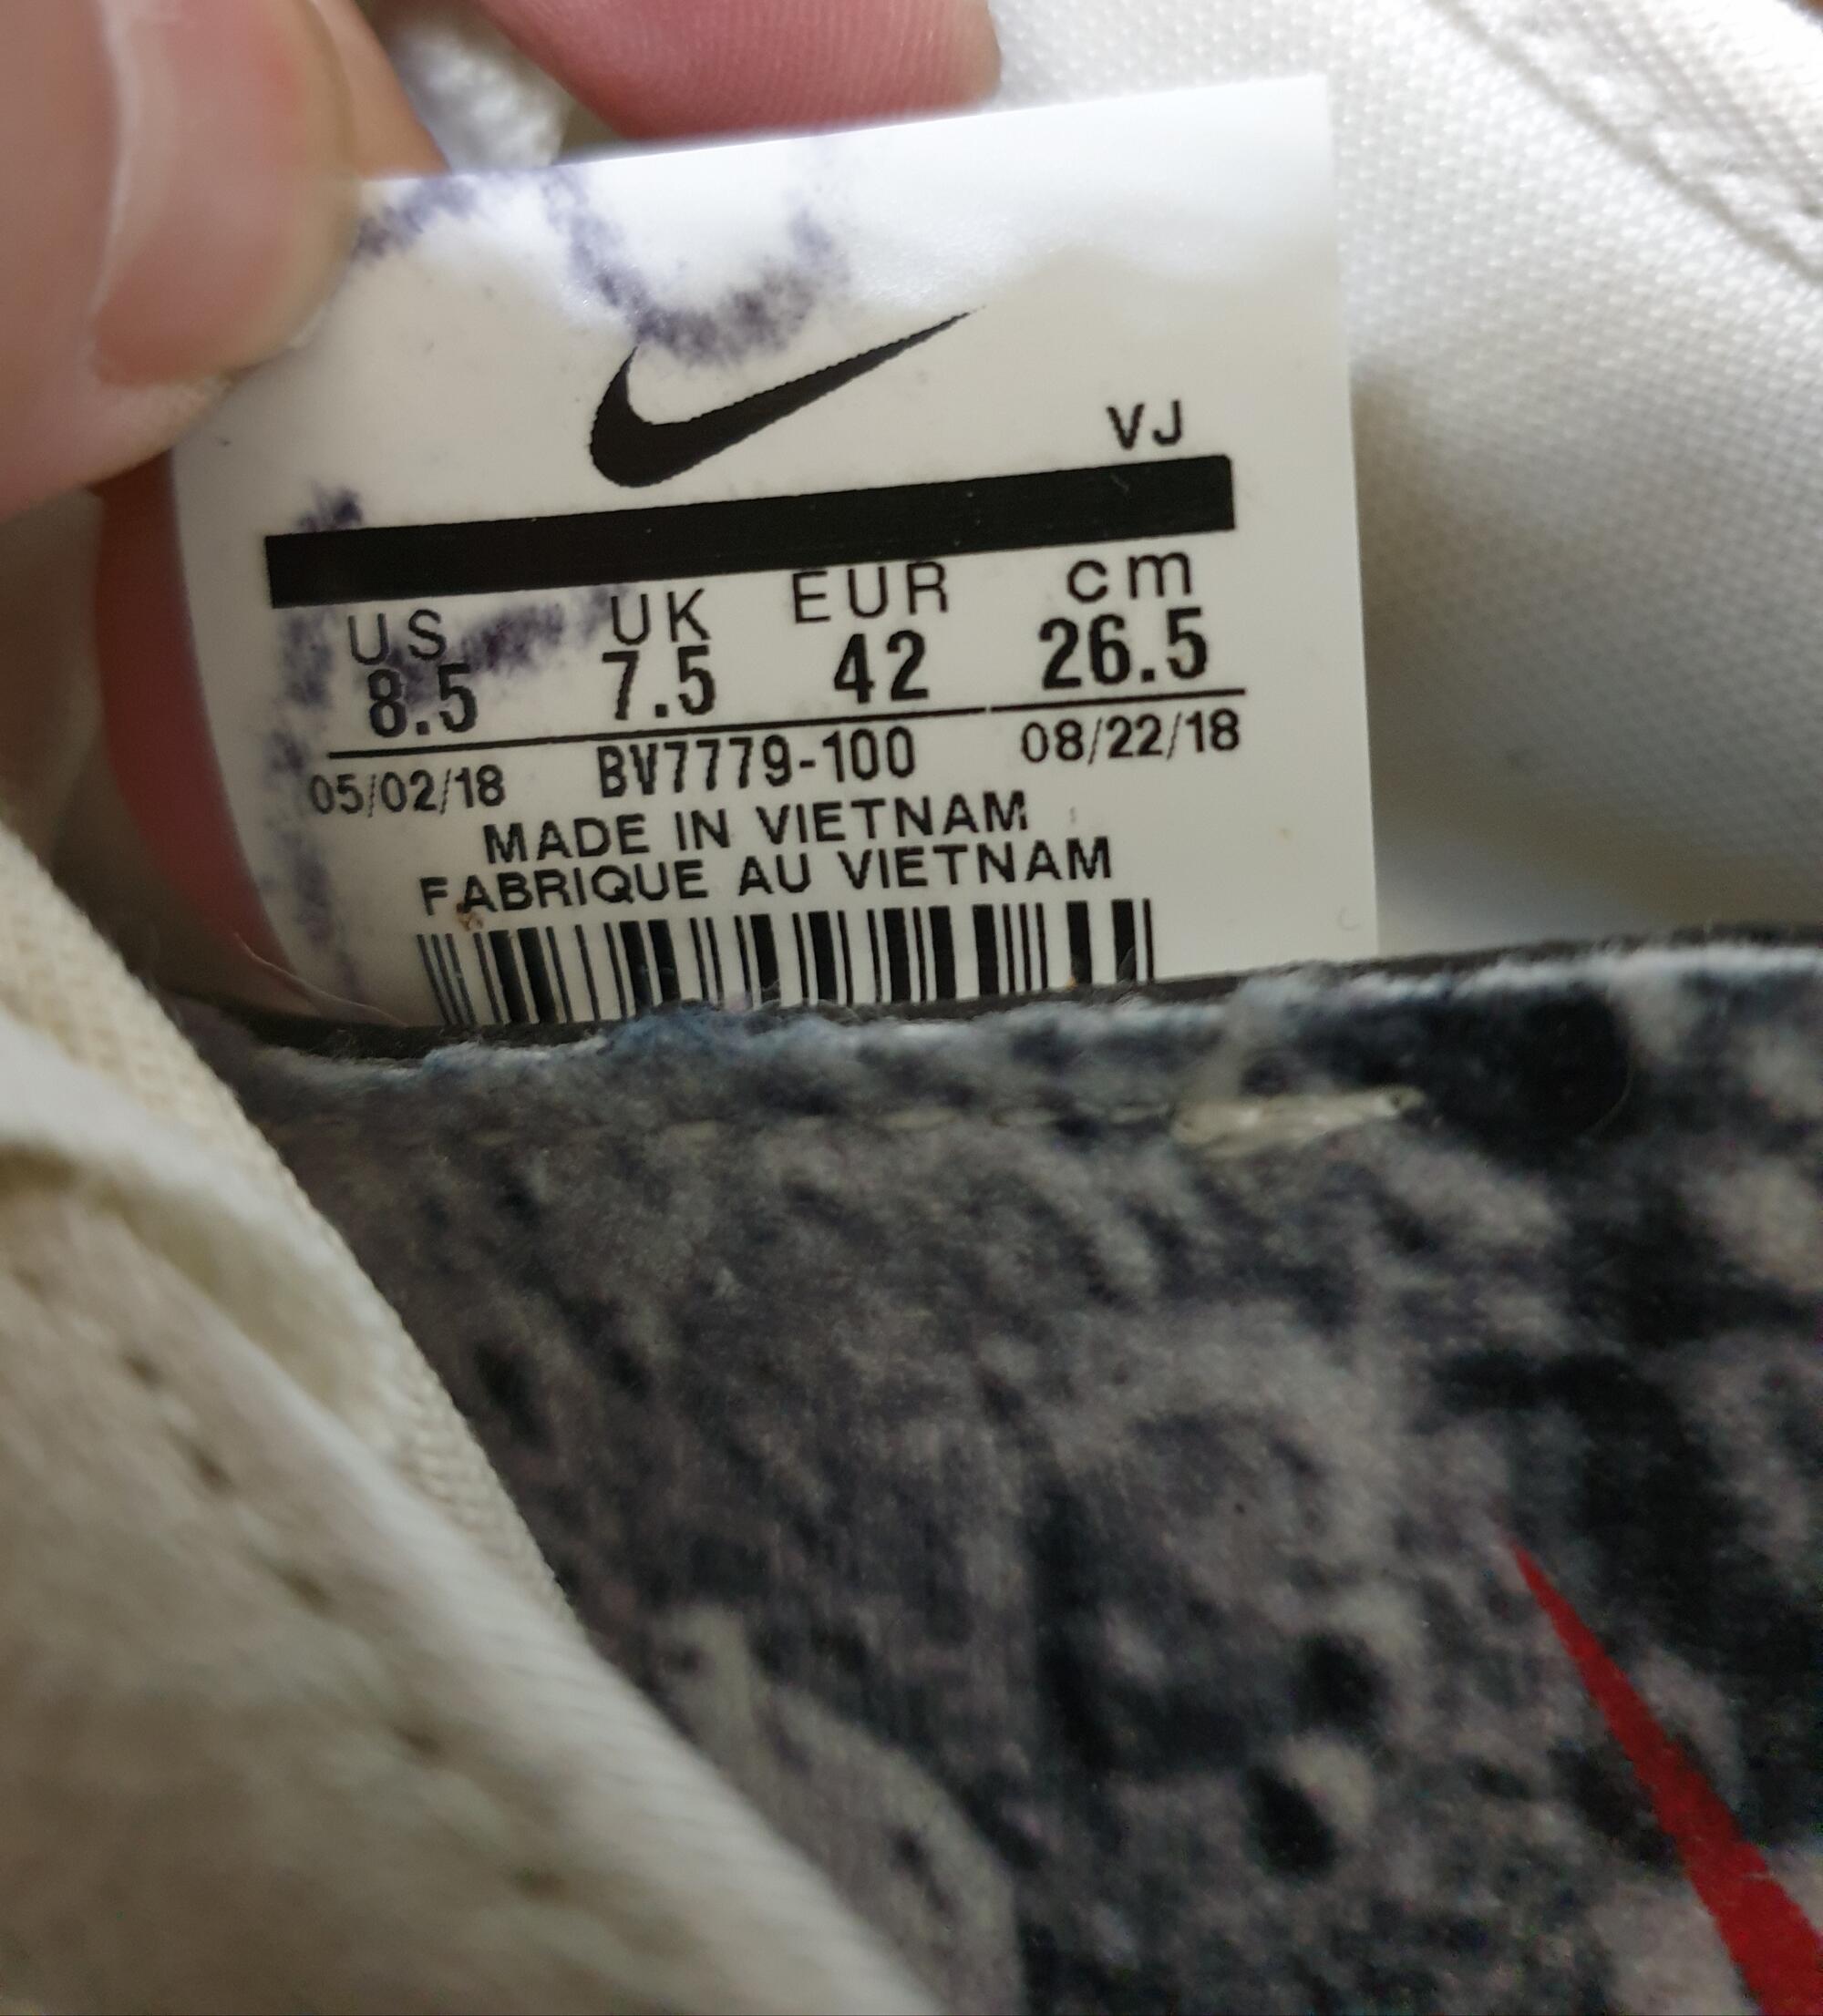 VJ
US UK EUR cm
8.5 7.5 42 26.5
05/02/18 BV7779-100 08/22/18
MADE IN VIETNAM
FABRIQUE AU VIETNAM